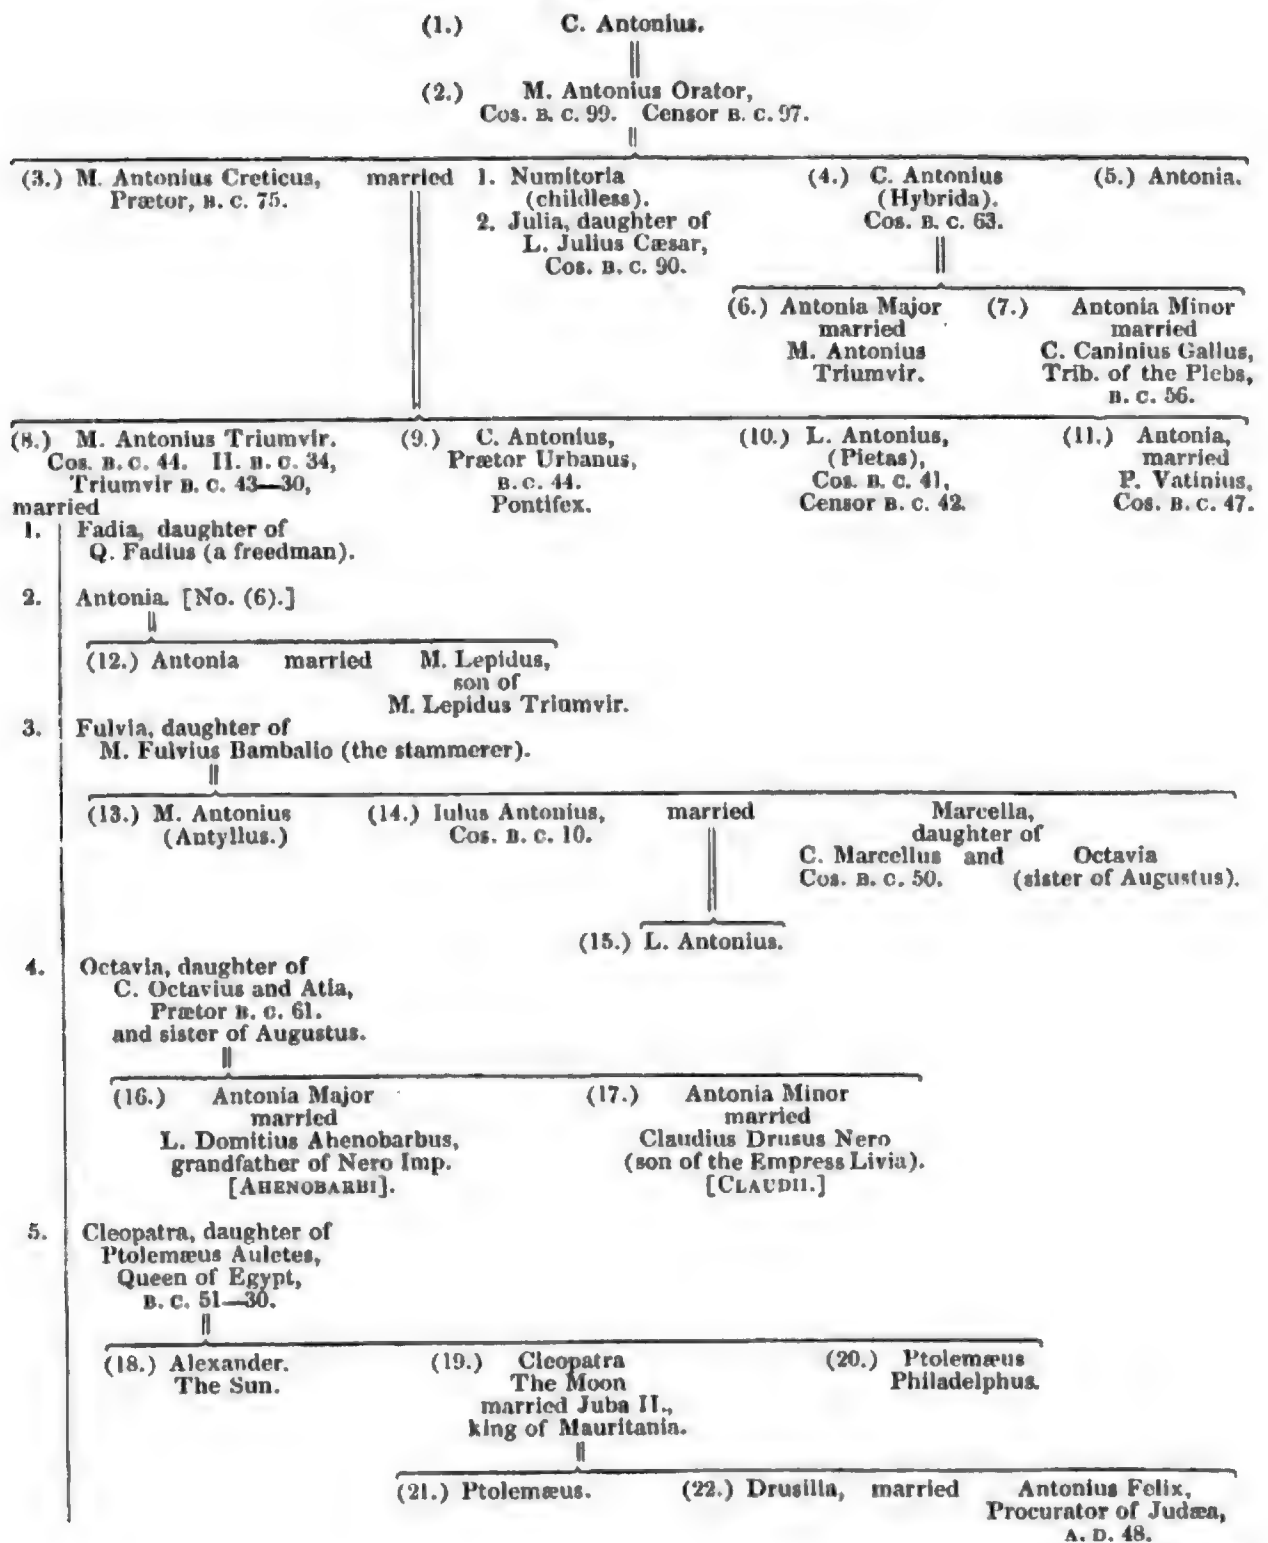 (1.) C. Antonius.
(2.) M. Antonius Orator,
Cos. B. C. 99. Censor B. C. 97.
(3.) M. Antonius Creticus, married 1. Numitoria (4.) C. Antonius (5.) Antonia.
Prætor, B. C. 75. (childless). (Hybrida).
2. Julia, daughter of Cos. B. C. 63.
L. Julius Cæsar,
Cos. B. C. 90.
(6.) Antonia Major (7.) Antonia Minor
married married
M. Antonius C. Caninius Gallus,
Triumvir. Trib. of the Plebs,
B. C. 56.
(8.) M. Antonius Triumvir. (9.) C. Antonius, (10.) L. Antonius, (11.) Antonia,
Cos. B. C. 44. II. B. C. 34, Prætor Urbanus, (Pietas), married
Triumvir B. C. 43—30, B. C. 44. Cos. B. C. 41, P. Vatinius,
married Pontifex. Censor B. C. 42. Cos. B. C. 47.
1. Fadia, daughter of
Q. Fadius (a freedman).
2. Antonia. [No. (6).]
(12.) Antonia married M. Lepidus,
son of
M. Lepidus Triumvir.
3. Fulvia, daughter of
M. Fulvius Bambalio (the stammerer).
(13.) M. Antonius (14.) Iulus Antonius, married Marcella,
(Antyllus.) Cos. B. C. 10. daughter of
C. Marcellus and Octavia
Cos. B. C. 50. (sister of Augustus).
(15.) L. Antonius.
4. Octavia, daughter of
C. Octavius and Atia,
Prætor B. C. 61.
and sister of Augustus.
(16.) Antonia Major (17.) Antonia Minor
married married
L. Domitius Ahenobarbus, Claudius Drusus Nero
grandfather of Nero Imp. (son of the Empress Livia).
[AHENOBARBI]. [CLAUDII.]
5. Cleopatra, daughter of
Ptolemæus Auletes,
Queen of Egypt,
B. C. 51—30.
(18.) Alexander. (19.) Cleopatra (20.) Ptolemæus
The Sun. The Moon Philadelphus.
married Juba II.,
king of Mauritania.
(21.) Ptolemæus. (22.) Drusilla, married Antonius Felix,
Procurator of Judæa,
A. D. 48.